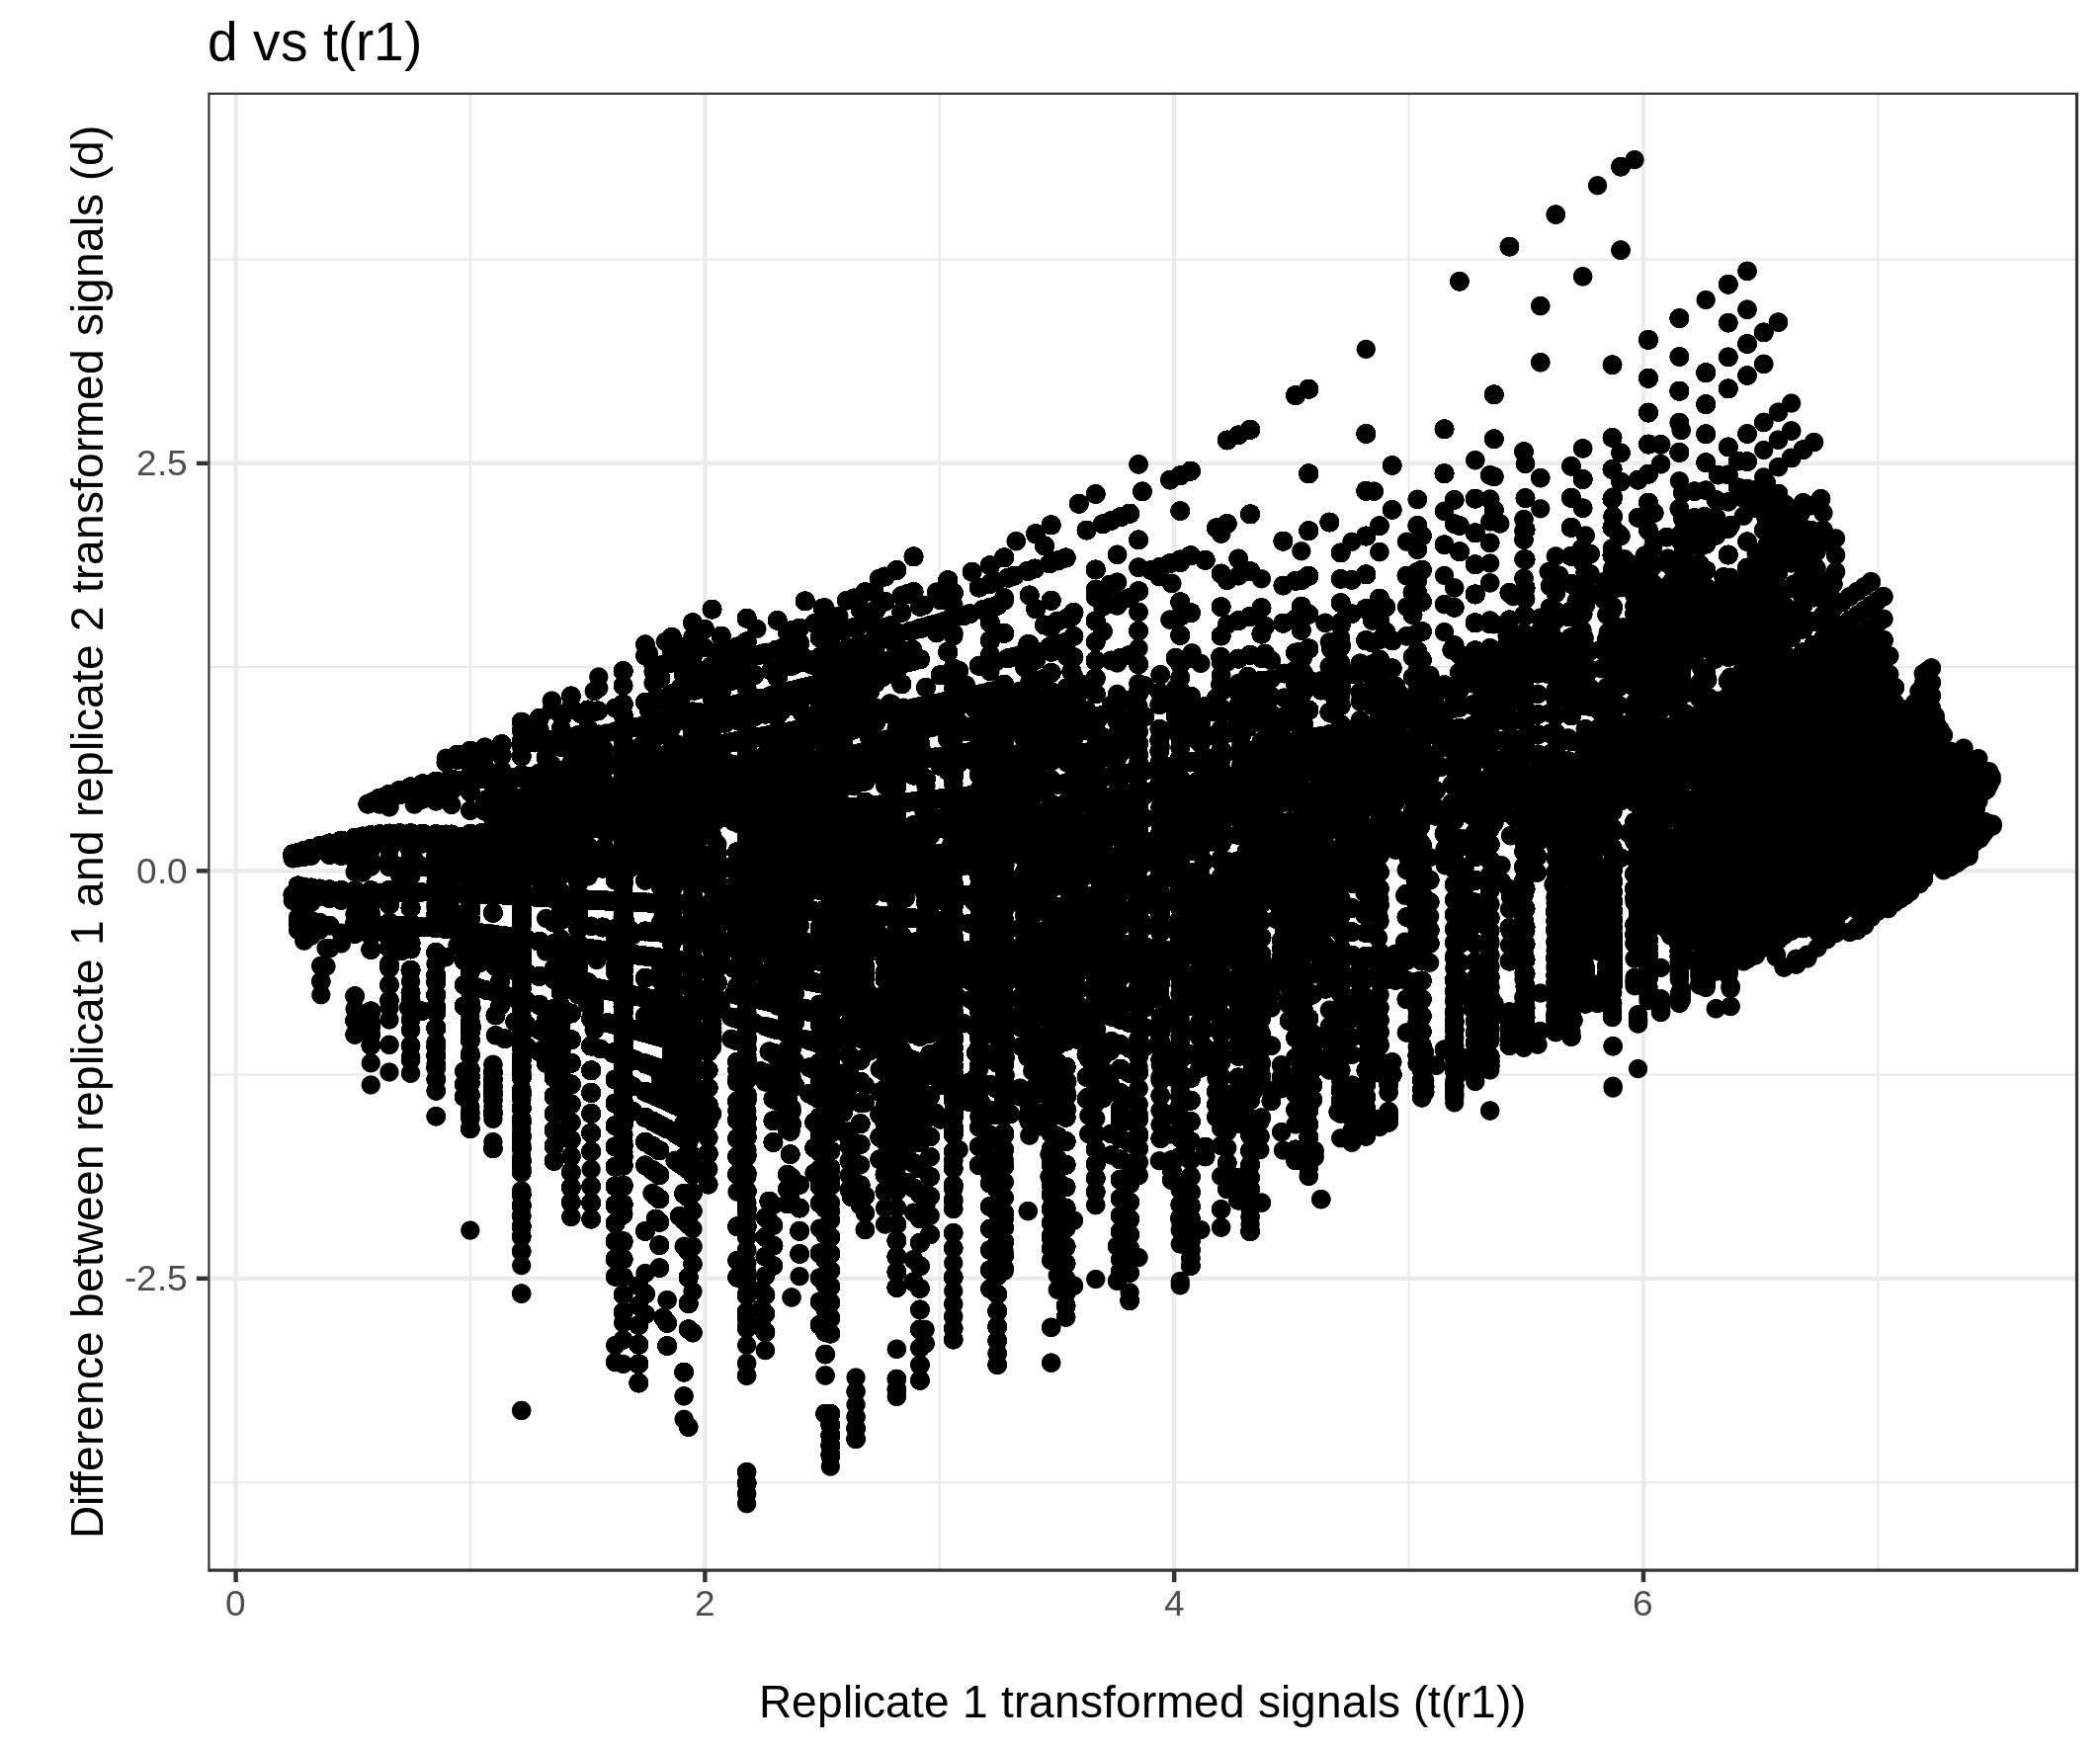 d vs t(r1)
Difference between replicate 1 and replicate 2 transformed signals (d)
2.5
0.0
-2.5
0 2 4 6
Replicate 1 transformed signals (t(r1))